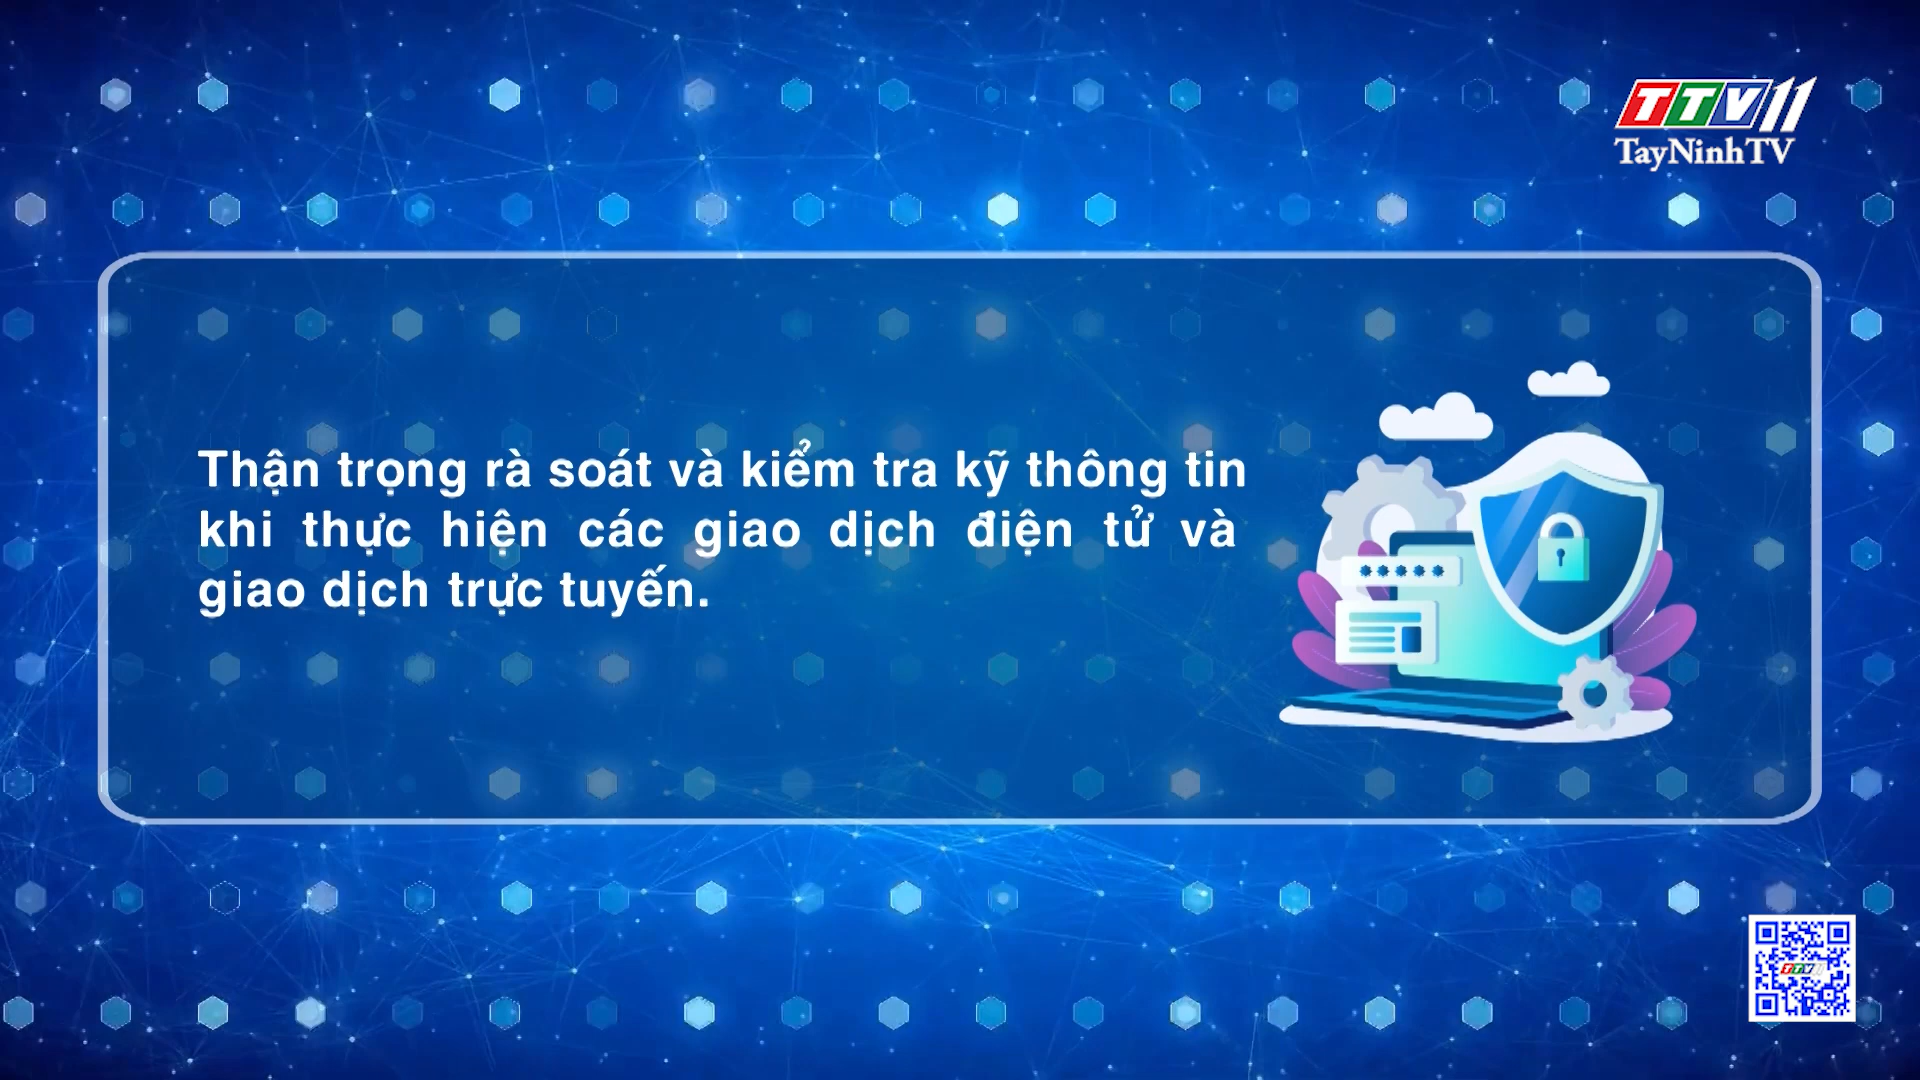 TTV11
TayNinhTV
Thận trọng rà soát và kiểm tra kỹ thông tin
khi thực hiện các giao dịch điện tử và
giao dịch trực tuyến.
*****
TTV11